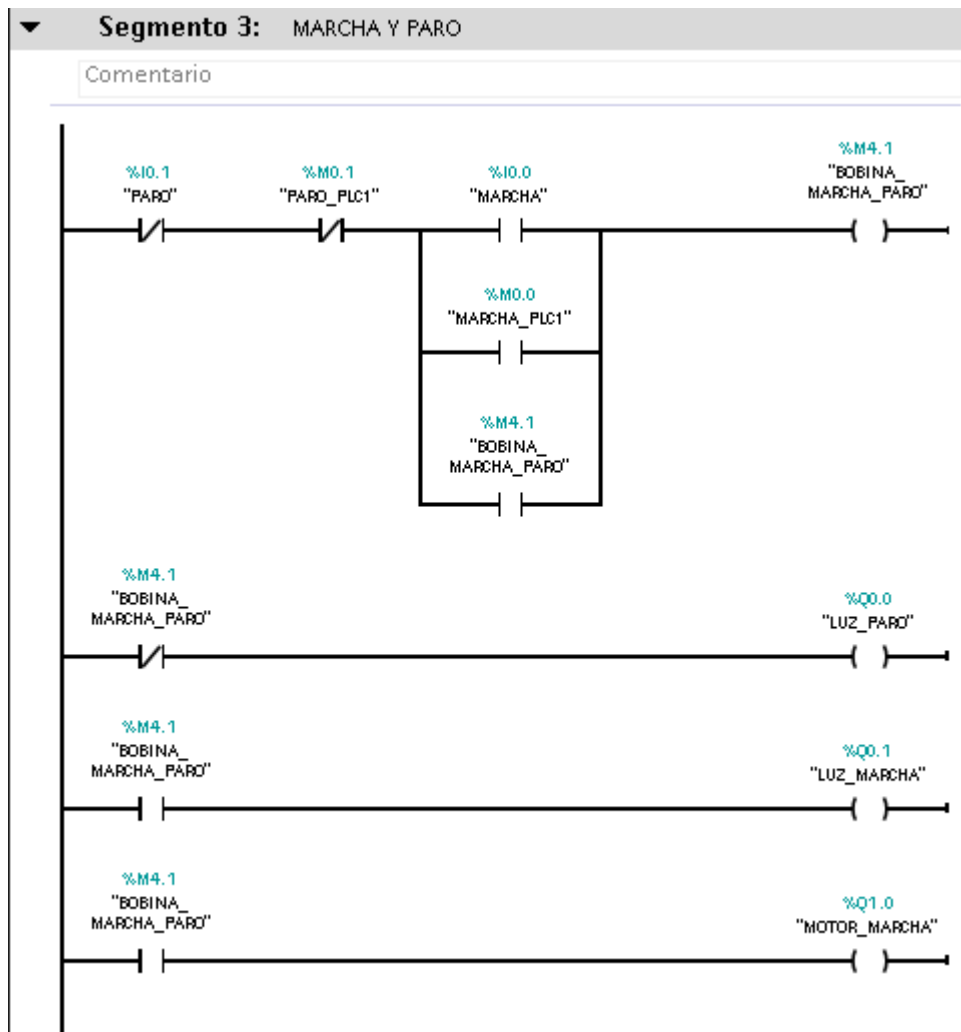 Segmento 3: MARCHA Y PARO
Comentario
%I0.1
"PARO"
%M0.1
"PARO_PLC1"
%I0.0
"MARCHA"
%M4.1
"BOBINA_
MARCHA_PARO"
%M0.0
"MARCHA_PLC1"
%M4.1
"BOBINA_
MARCHA_PARO"
%M4.1
"BOBINA_
MARCHA_PARO"
%Q0.0
"LUZ_PARO"
%M4.1
"BOBINA_
MARCHA_PARO"
%Q0.1
"LUZ_MARCHA"
%M4.1
"BOBINA_
MARCHA_PARO"
%Q1.0
"MOTOR_MARCHA"